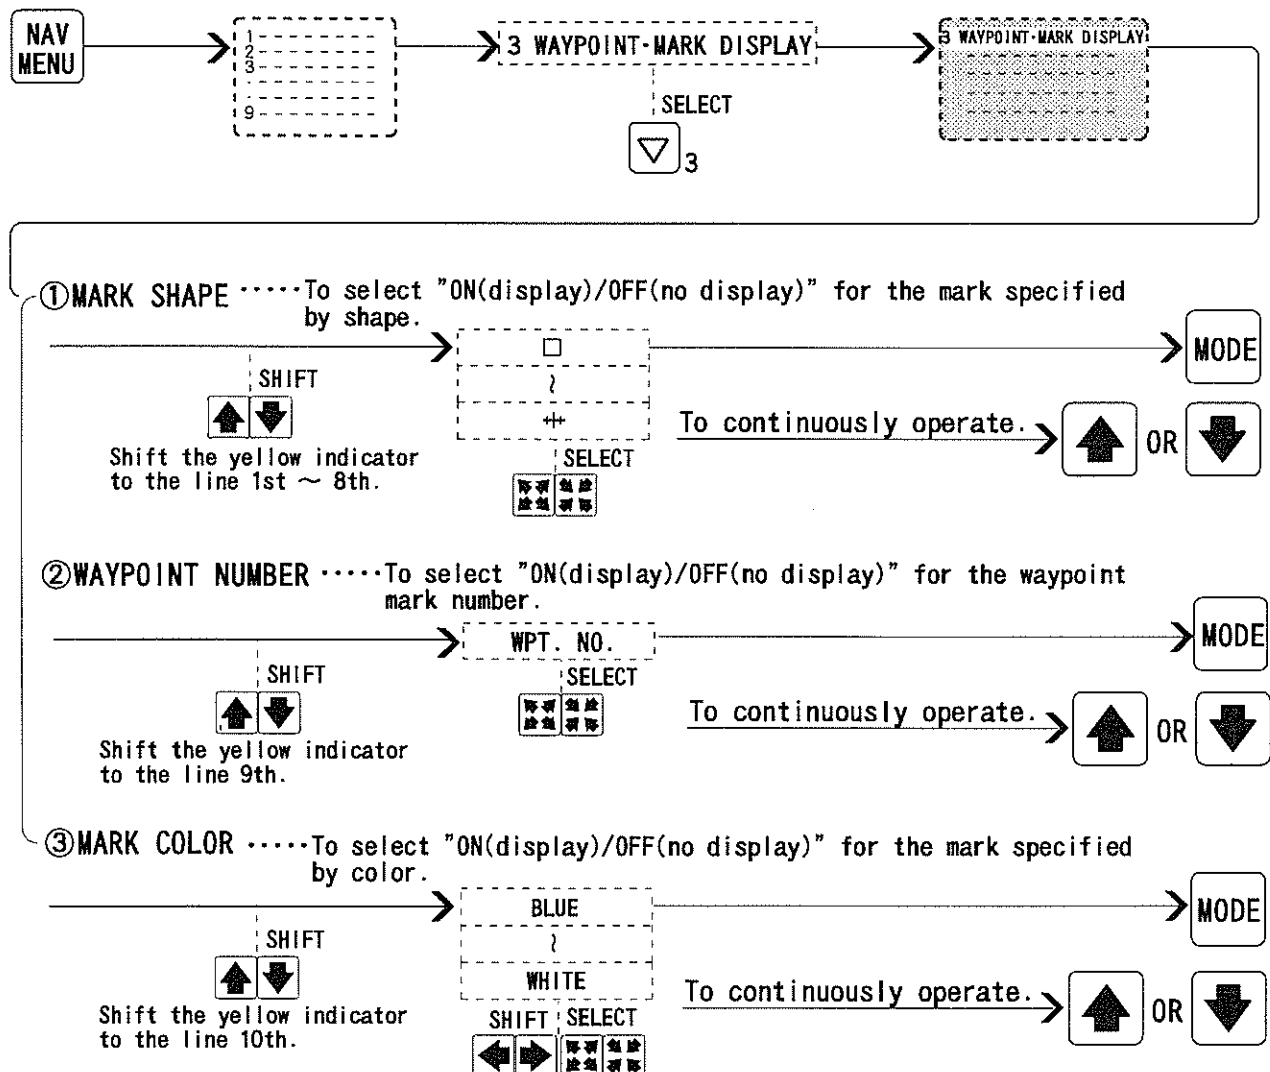 NAV
MENU
1
2
3
9
3 WAYPOINT·MARK DISPLAY
SELECT
3
3 WAYPOINT·MARK DISPLAY
①MARK SHAPE ·····To select "ON(display)/OFF(no display)" for the mark specified
by shape.
SHIFT
Shift the yellow indicator
to the line 1st ~ 8th.
SELECT
MODE
To continuously operate.
OR
②WAYPOINT NUMBER ·····To select "ON(display)/OFF(no display)" for the waypoint
mark number.
SHIFT
Shift the yellow indicator
to the line 9th.
WPT. NO.
SELECT
MODE
To continuously operate.
OR
③MARK COLOR ·····To select "ON(display)/OFF(no display)" for the mark specified
by color.
SHIFT
Shift the yellow indicator
to the line 10th.
BLUE
~
WHITE
SHIFT SELECT
MODE
To continuously operate.
OR